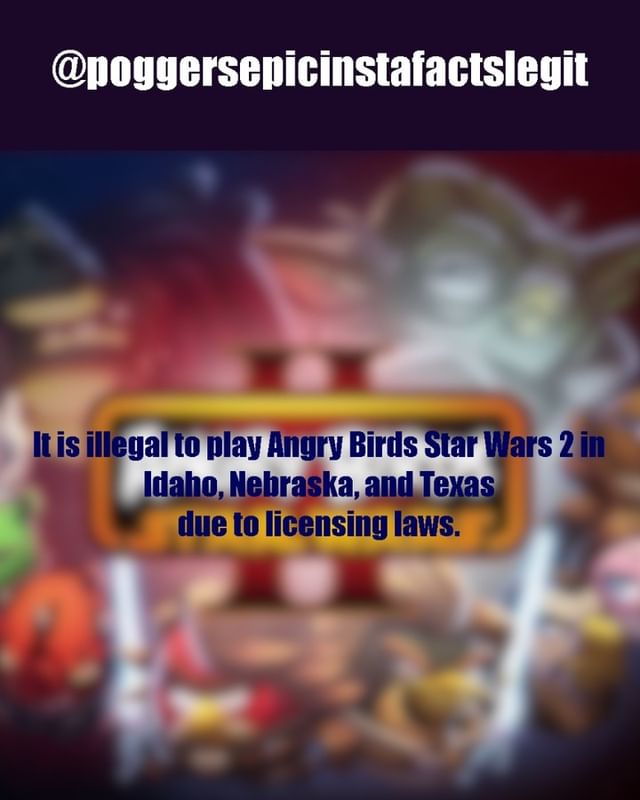 @poggersepicinstafactslegit
It is illegal to play Angry Birds Star Wars 2 in
Idaho, Nebraska, and Texas
due to licensing laws.